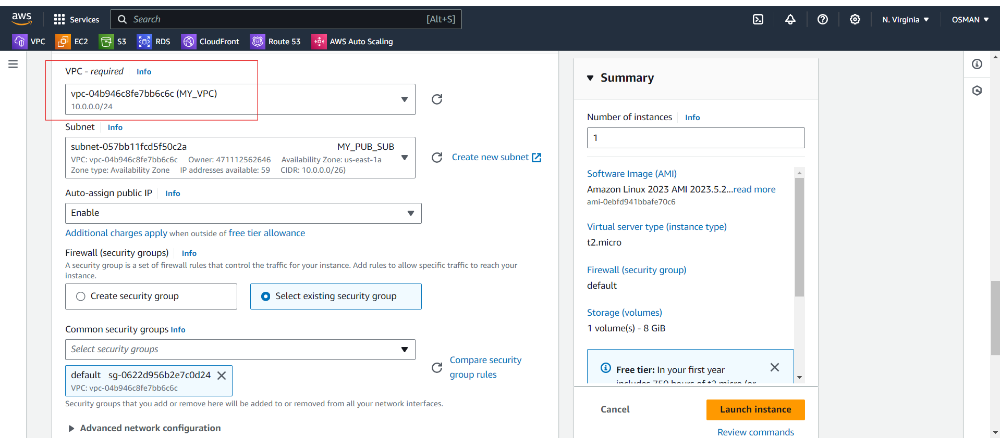 aws
Services
Search [Alt+S]
N. Virginia
OSMAN
VPC
EC2
S3
RDS
CloudFront
53
Route 53
AWS Auto Scaling
VPC - required Info
vpc-04b946c8fe7bb6c6c (MY_VPC)
10.0.0.0/24
Subnet Info
subnet-057bb11fcd5f50c2a MY_PUB_SUB
VPC: vpc-04b946c8fe7bb6c6c Owner: 471112562646 Availability Zone: us-east-1a
Zone type: Availability Zone IP addresses available: 59 CIDR: 10.0.0.0/26)
Create new subnet
Auto-assign public IP Info
Enable
Additional charges apply when outside of free tier allowance
Firewall (security groups) Info
A security group is a set of firewall rules that control the traffic for your instance. Add rules to allow specific traffic to reach your
instance.
Create security group
Select existing security group
Common security groups Info
Select security groups
default sg-0622d956b2e7c0d24
VPC: vpc-04b946c8fe7bb6c6c
Compare security
group rules
Security groups that you add or remove here will be added to or removed from all your network interfaces.
Advanced network configuration
Summary
Number of instances Info
1
Software Image (AMI)
Amazon Linux 2023 AMI 2023.5.2...read more
ami-0ebfd941bbafe70c6
Virtual server type (instance type)
t2.micro
Firewall (security group)
default
Storage (volumes)
1 volume(s) - 8 GiB
Free tier: In your first year
includes 750 hours of t2.micro (or
Cancel
Launch instance
Review commands